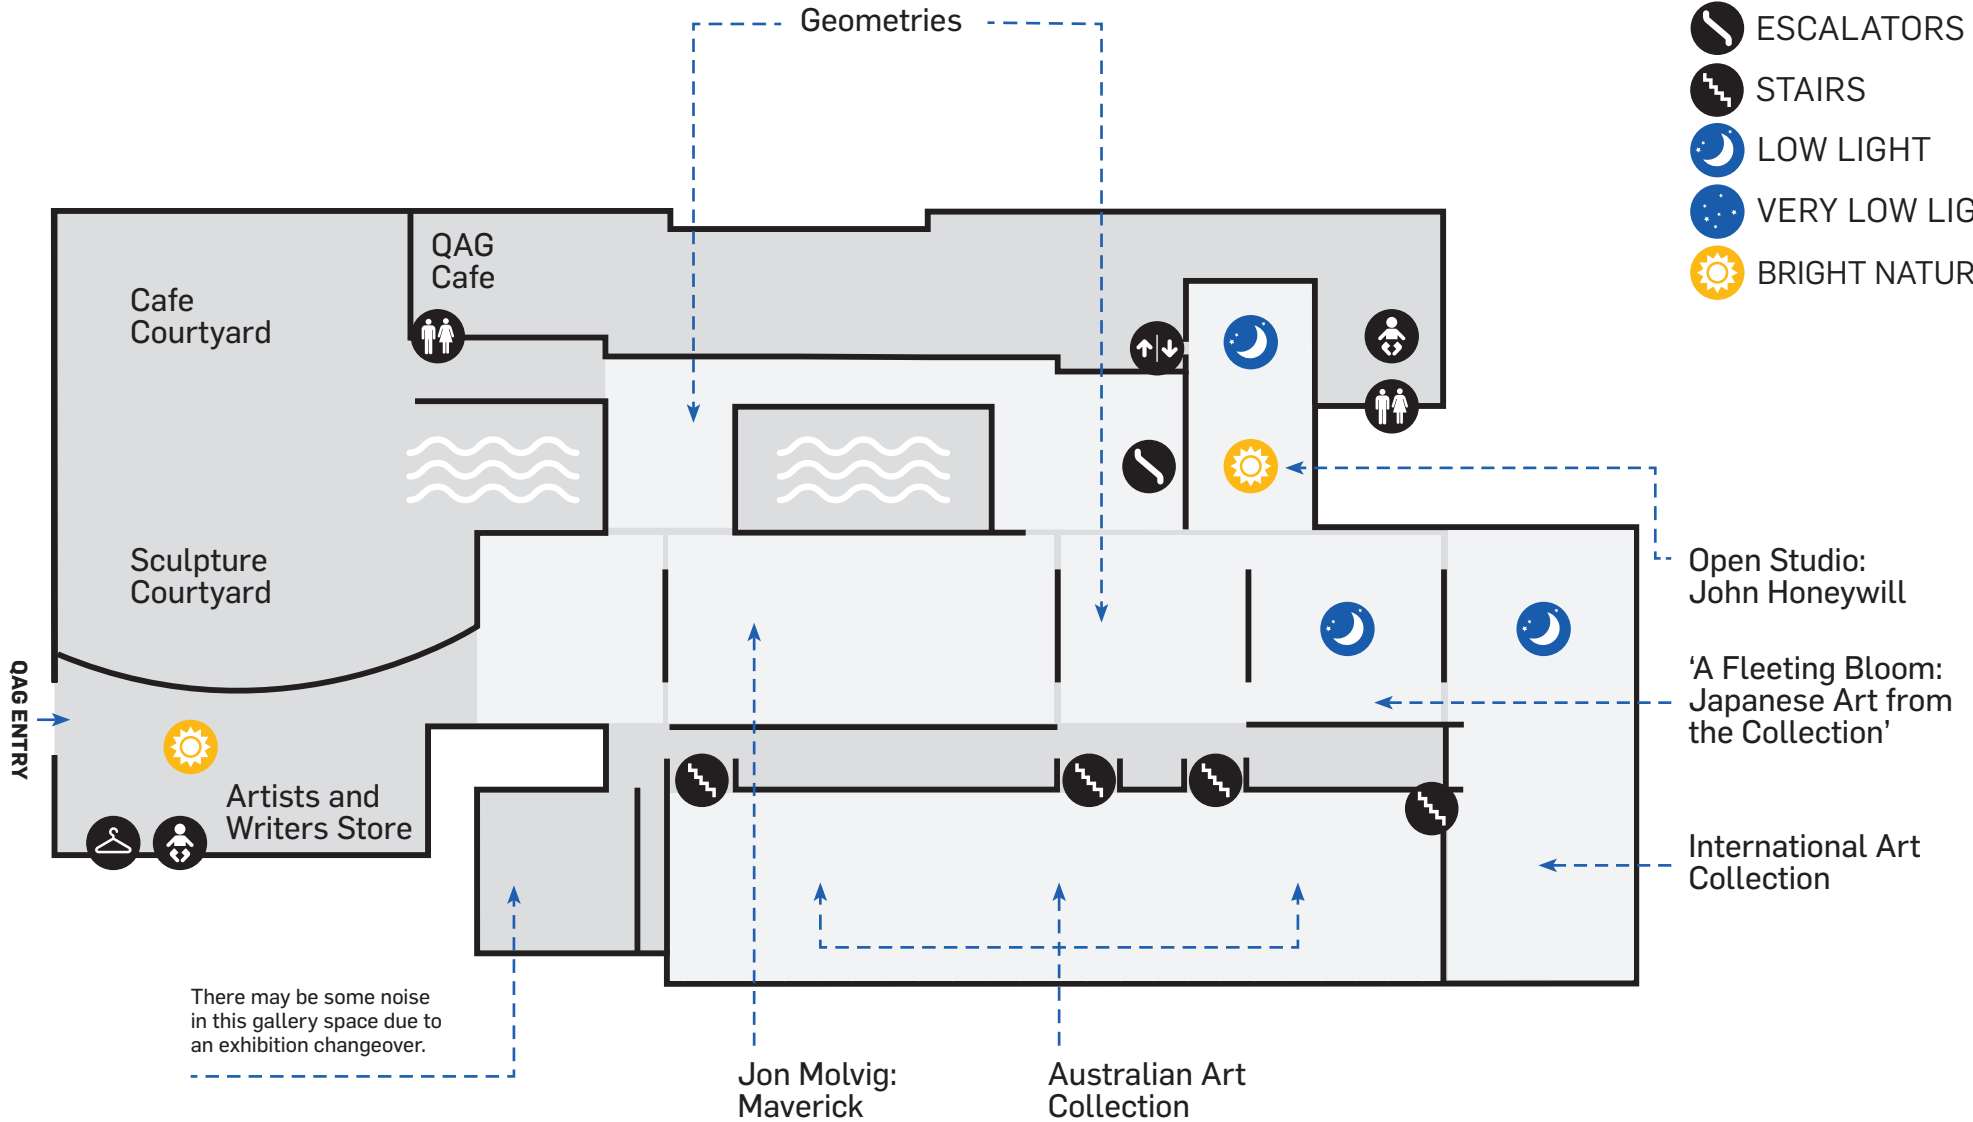 Geometries
ESCALATORS
STAIRS
LOW LIGHT
VERY LOW LIG
BRIGHT NATUR
QAG
Cafe
Cafe
Courtyard
Sculpture
Courtyard
QAG ENTRY
Artists and
Writers Store
Open Studio:
John Honeywill
‘A Fleeting Bloom:
Japanese Art from
the Collection’
International Art
Collection
There may be some noise
in this gallery space due to
an exhibition changeover.
Jon Molvig:
Maverick
Australian Art
Collection